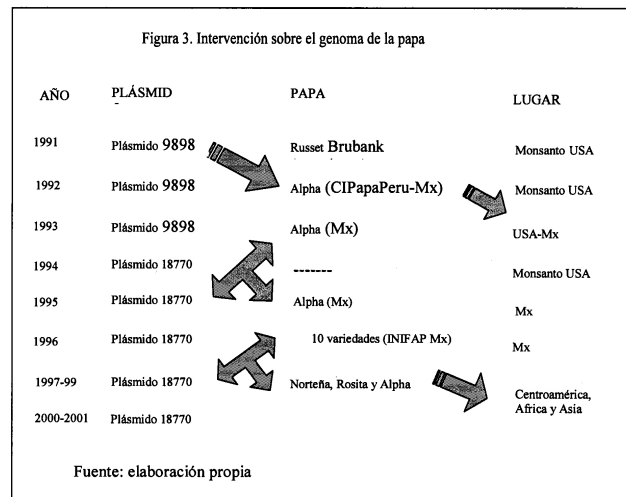 Figura 3. Intervención sobre el genoma de la papa
AÑO PLÁSMID PAPA LUGAR
1991 Plásmido 9898 Russet Brubank Monsanto USA
1992 Plásmido 9898 Alpha (CIPapaPeru-Mx) Monsanto USA
1993 Plásmido 9898 Alpha (Mx) USA-Mx
1994 Plásmido 18770 ------- Monsanto USA
1995 Plásmido 18770 Alpha (Mx) Mx
1996 Plásmido 18770 10 variedades (INIFAP Mx) Mx
1997-99 Plásmido 18770 Norteña, Rosita y Alpha Centroamérica,
Africa y Asia
2000-2001 Plásmido 18770
Fuente: elaboración propia